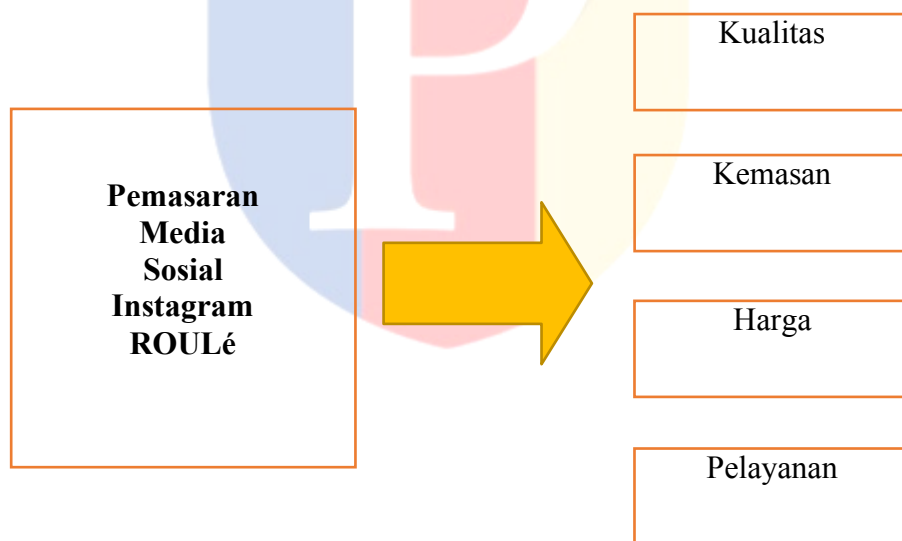 Pemasaran
Media
Sosial
Instagram
ROULé
Kualitas
Kemasan
Harga
Pelayanan